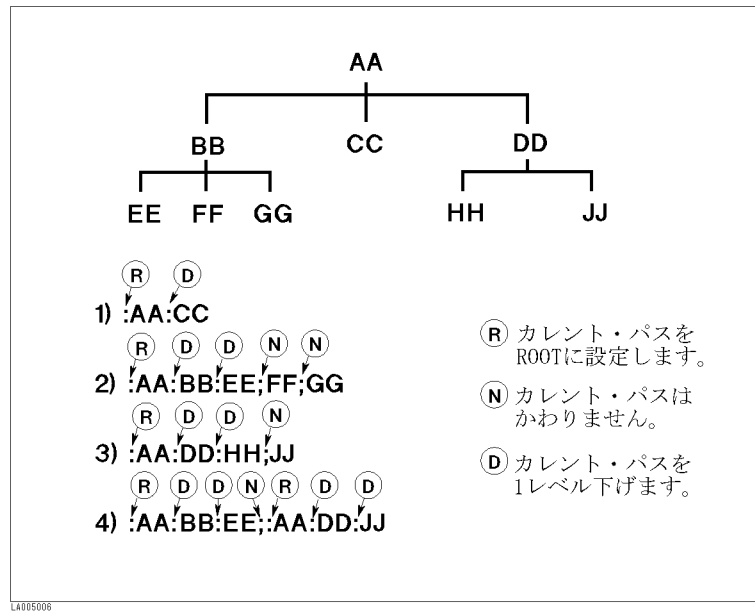 AA
BB CC DD
EE FF GG HH JJ
R D
1) :AA:CC
R D D N N
2) :AA:BB:EE;FF;GG
R D D N
3) :AA:DD:HH;JJ
R D D N R D D
4) :AA:BB:EE;:AA:DD:JJ
R カレント・パスを
ROOTに設定します。
N カレント・パスは
かわりません。
D カレント・パスを
1レベル下げます。
LA005006